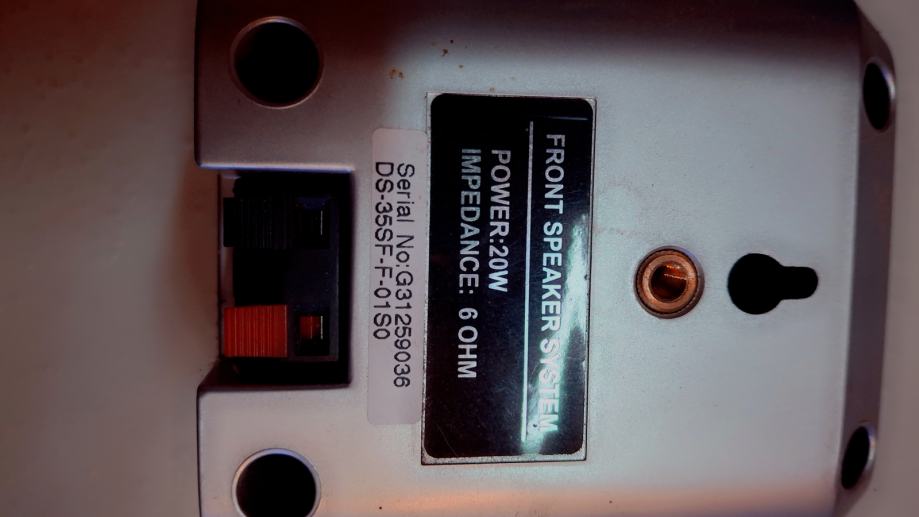 FRONT SPEAKER SYSTEM
POWER:20W
IMPEDANCE: 6 OHM
Serial No:G31259036
DS-35SF-F-01S0